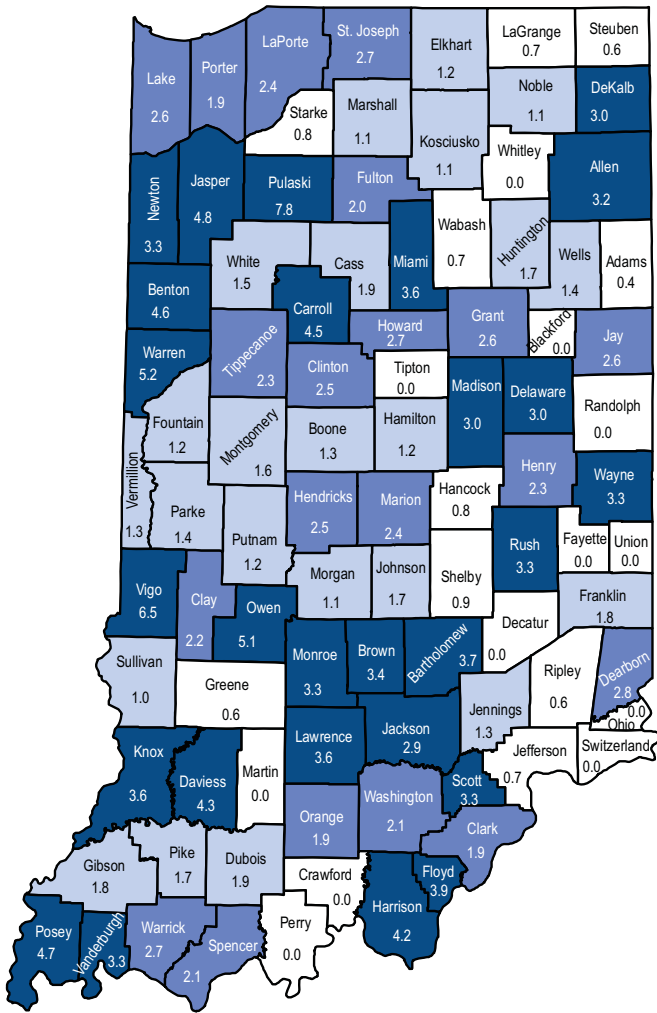 St. Joseph
2.7
LaPorte
2.4
Elkhart
1.2
LaGrange
0.7
Steuben
0.6
Lake
2.6
Porter
1.9
Starke
0.8
Marshall
1.1
Noble
1.1
DeKalb
3.0
Kosciusko
1.1
Whitley
0.0
Allen
3.2
Newton
3.3
Jasper
4.8
Pulaski
7.8
Fulton
2.0
Wabash
0.7
Huntington
1.7
Wells
1.4
Adams
0.4
White
1.5
Cass
1.9
Miami
3.6
Benton
4.6
Carroll
4.5
Howard
2.7
Grant
2.6
Blackford
0.0
Jay
2.6
Warren
5.2
Tippecanoe
2.3
Clinton
2.5
Tipton
0.0
Madison
3.0
Delaware
3.0
Randolph
0.0
Fountain
1.2
Montgomery
1.6
Boone
1.3
Hamilton
1.2
Vermillion
1.3
Parke
1.4
Putnam
1.2
Hendricks
2.5
Marion
2.4
Hancock
0.8
Henry
2.3
Wayne
3.3
Rush
3.3
Fayette
0.0
Union
0.0
Vigo
6.5
Clay
2.2
Owen
5.1
Morgan
1.1
Johnson
1.7
Shelby
0.9
Franklin
1.8
Decatur
0.0
Sullivan
1.0
Greene
0.6
Monroe
3.3
Brown
3.4
Bartholomew
3.7
Ripley
0.6
Dearborn
2.8
0.0
Ohio
Jennings
1.3
Lawrence
3.6
Jackson
2.9
Jefferson
0.7
Switzerland
0.0
Knox
3.6
Daviess
4.3
Martin
0.0
Orange
1.9
Washington
2.1
Scott
3.3
Clark
1.9
Gibson
1.8
Pike
1.7
Dubois
1.9
Crawford
0.0
Floyd
3.9
Harrison
4.2
Posey
4.7
Vanderburgh
3.3
Warrick
2.7
Spencer
2.1
Perry
0.0